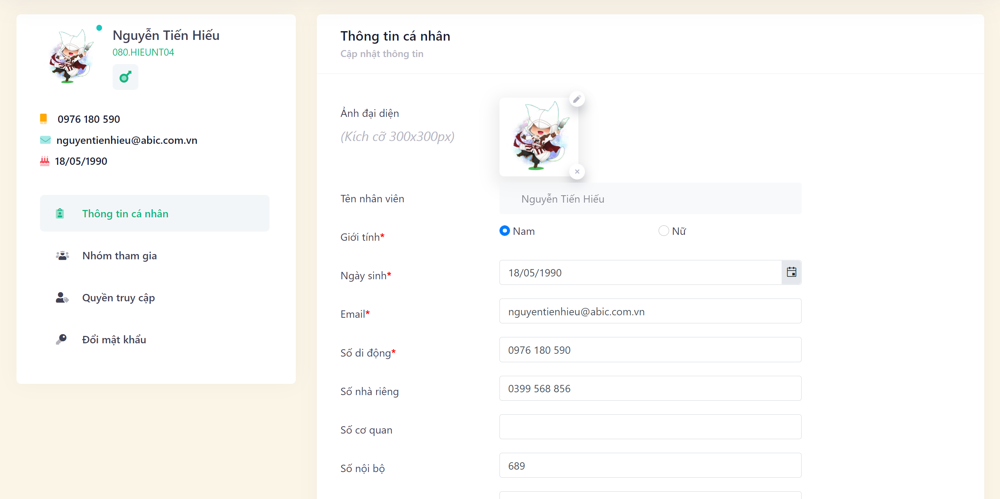 Nguyễn Tiến Hiếu
080.HIEUNT04
0976 180 590
nguyentienhieu@abic.com.vn
18/05/1990
Thông tin cá nhân
Nhóm tham gia
Quyền truy cập
Đổi mật khẩu
Thông tin cá nhân
Cập nhật thông tin
Ảnh đại diện
(Kích cỡ 300x300px)
Tên nhân viên
Nguyễn Tiến Hiếu
Giới tính*
Nam
Nữ
Ngày sinh*
18/05/1990
Email*
nguyentienhieu@abic.com.vn
Số di động*
0976 180 590
Số nhà riêng
0399 568 856
Số cơ quan
Số nội bộ
689